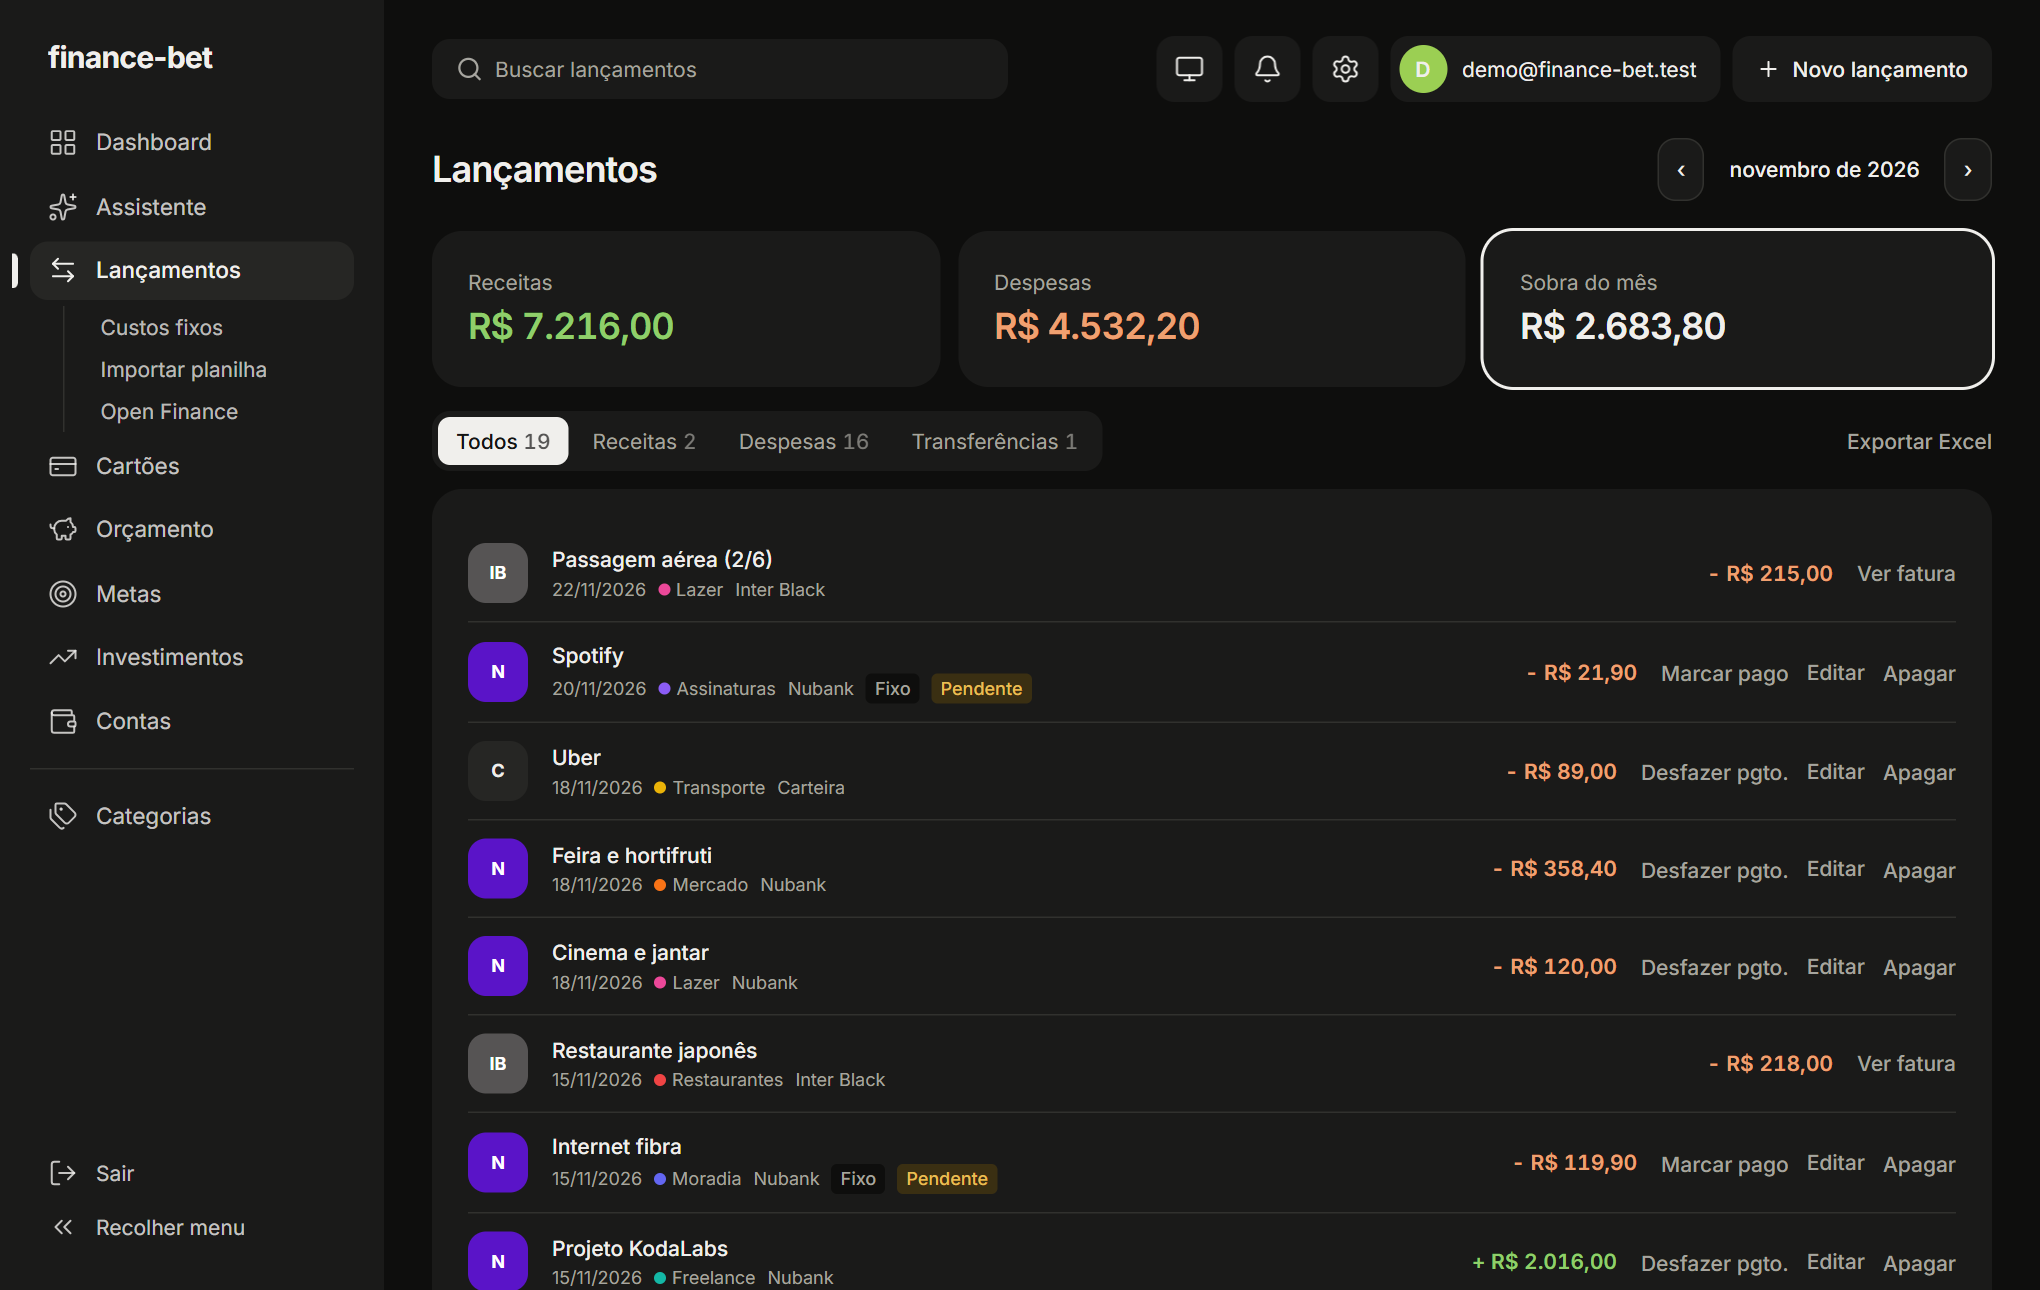 finance-bet
Dashboard
Assistente
Lançamentos
Custos fixos
Importar planilha
Open Finance
Cartões
Orçamento
Metas
Investimentos
Contas
Categorias
Sair
Recolher menu
Buscar lançamentos
D
demo@finance-bet.test
+ Novo lançamento
Lançamentos
‹ novembro de 2026 ›
Receitas
R$ 7.216,00
Despesas
R$ 4.532,20
Sobra do mês
R$ 2.683,80
Todos 19 Receitas 2 Despesas 16 Transferências 1
Exportar Excel
IB
Passagem aérea (2/6)
22/11/2026 Lazer Inter Black
- R$ 215,00 Ver fatura
N
Spotify
20/11/2026 Assinaturas Nubank Fixo Pendente
- R$ 21,90 Marcar pago Editar Apagar
C
Uber
18/11/2026 Transporte Carteira
- R$ 89,00 Desfazer pgto. Editar Apagar
N
Feira e hortifruti
18/11/2026 Mercado Nubank
- R$ 358,40 Desfazer pgto. Editar Apagar
N
Cinema e jantar
18/11/2026 Lazer Nubank
- R$ 120,00 Desfazer pgto. Editar Apagar
IB
Restaurante japonês
15/11/2026 Restaurantes Inter Black
- R$ 218,00 Ver fatura
N
Internet fibra
15/11/2026 Moradia Nubank Fixo Pendente
- R$ 119,90 Marcar pago Editar Apagar
N
Projeto KodaLabs
15/11/2026 Freelance Nubank
+ R$ 2.016,00 Desfazer pgto. Editar Apagar